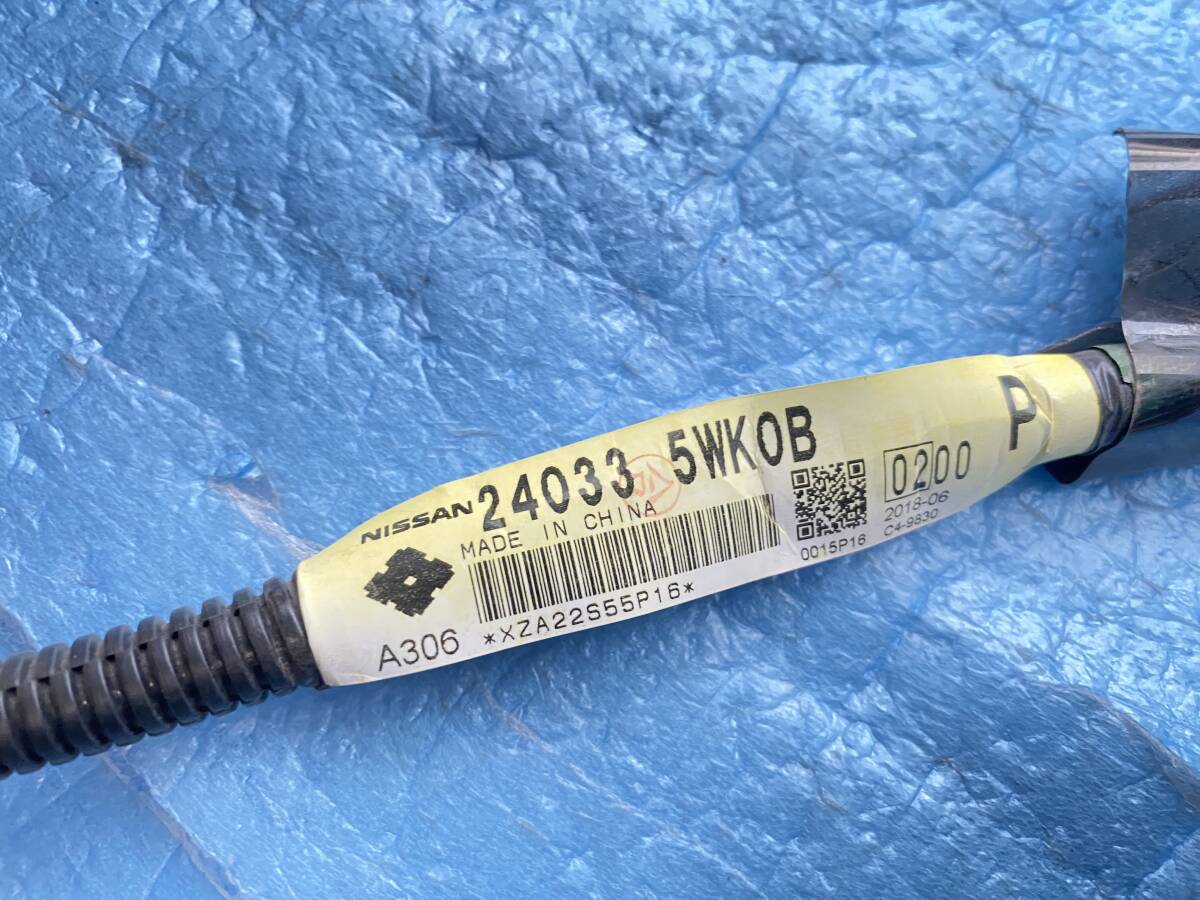 NISSAN 24033 5WK0B
MADE IN CHINA
*XZA22S55P16*
A306
0015P16
0200
2018-06
C4-9830
P